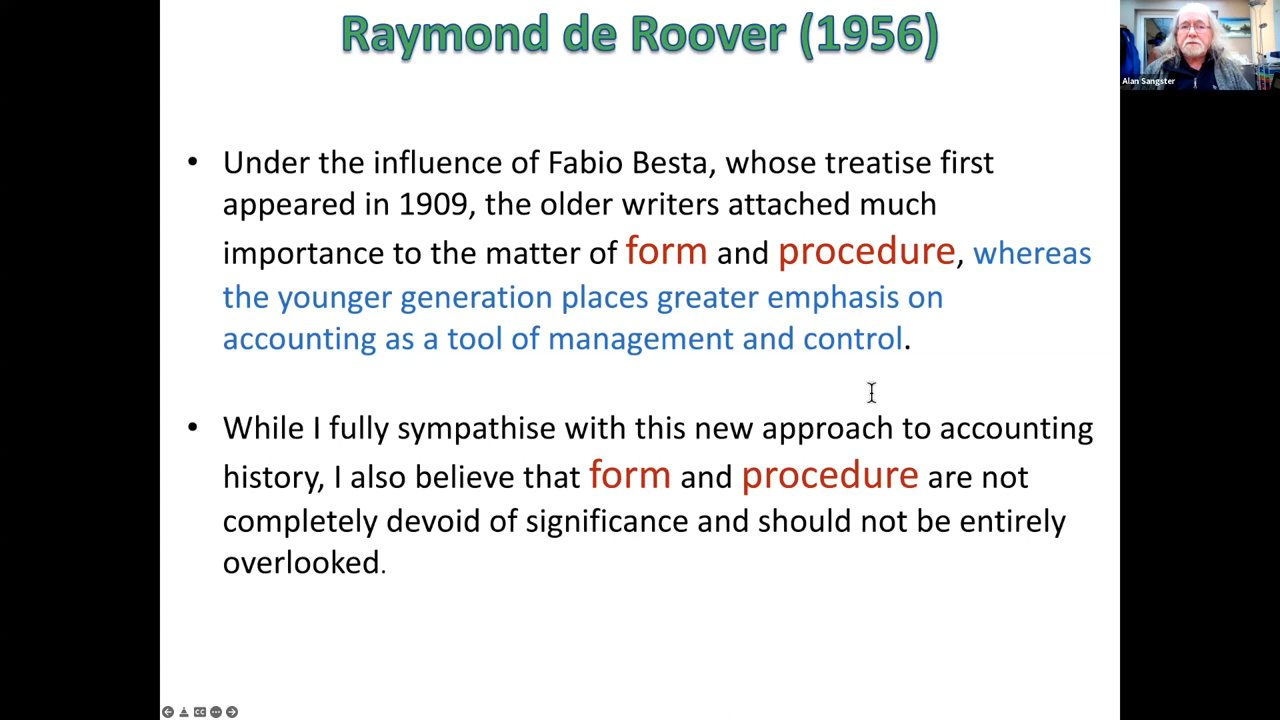 Raymond de Roover (1956)
Alan Sangster
• Under the influence of Fabio Besta, whose treatise first
appeared in 1909, the older writers attached much
importance to the matter of form and procedure, whereas
the younger generation places greater emphasis on
accounting as a tool of management and control.
• While I fully sympathise with this new approach to accounting
history, I also believe that form and procedure are not
completely devoid of significance and should not be entirely
overlooked.
CC